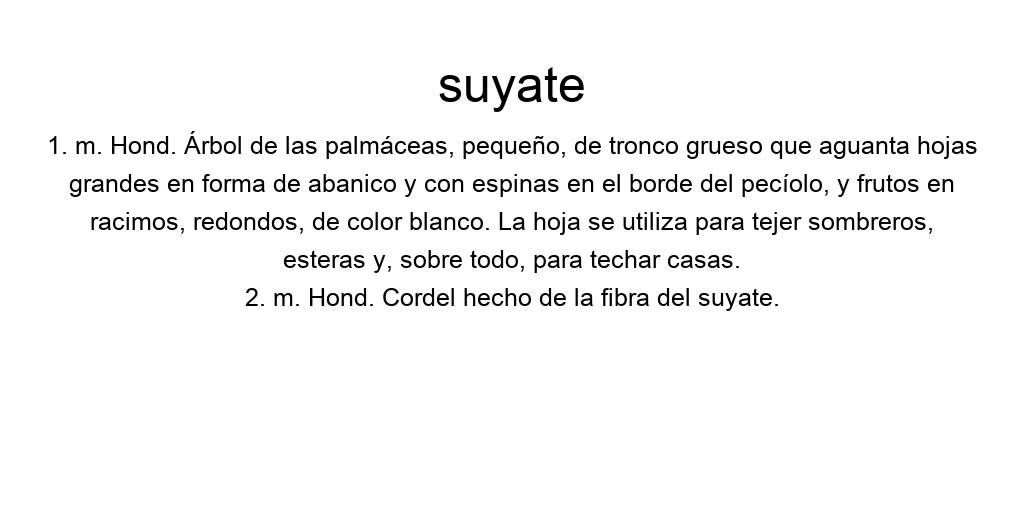 suyate
1. m. Hond. Árbol de las palmáceas, pequeño, de tronco grueso que aguanta hojas
grandes en forma de abanico y con espinas en el borde del pecíolo, y frutos en
racimos, redondos, de color blanco. La hoja se utiliza para tejer sombreros,
esteras y, sobre todo, para techar casas.
2. m. Hond. Cordel hecho de la fibra del suyate.